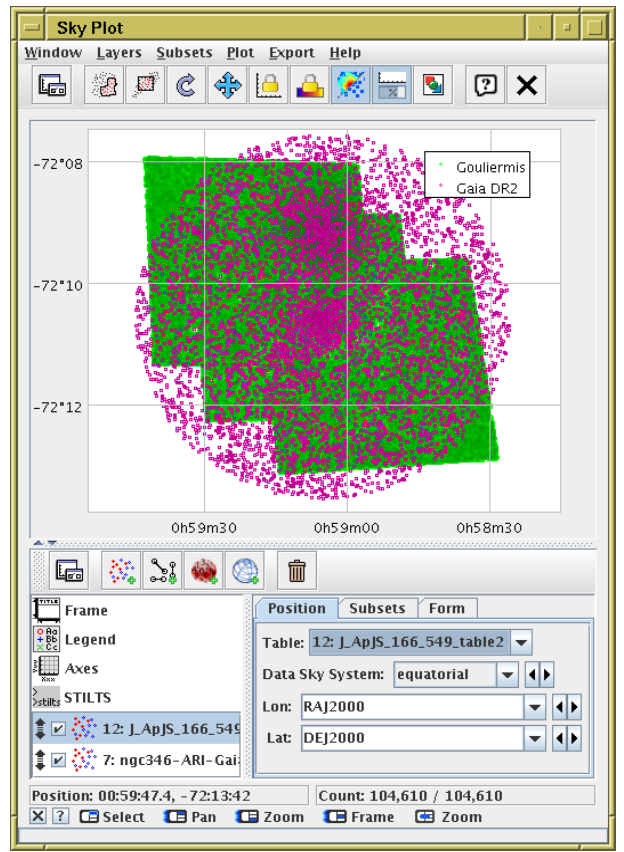 Sky Plot
Window Layers Subsets Plot Export Help
Gouliermis
Gaia DR2
-72°08
-72°10
-72°12
0h59m30 0h59m00 0h58m30
Frame
Legend
Axes
STILTS
12: J_ApJS_166_549
7: ngc346-ARI-Gai
Position Subsets Form
Table: 12: J_ApJS_166_549_table2
Data Sky System: equatorial
Lon: RAJ2000
Lat: DEJ2000
Position: 00:59:47.4, -72:13:42 Count: 104,610 / 104,610
Select Pan Zoom Frame Zoom